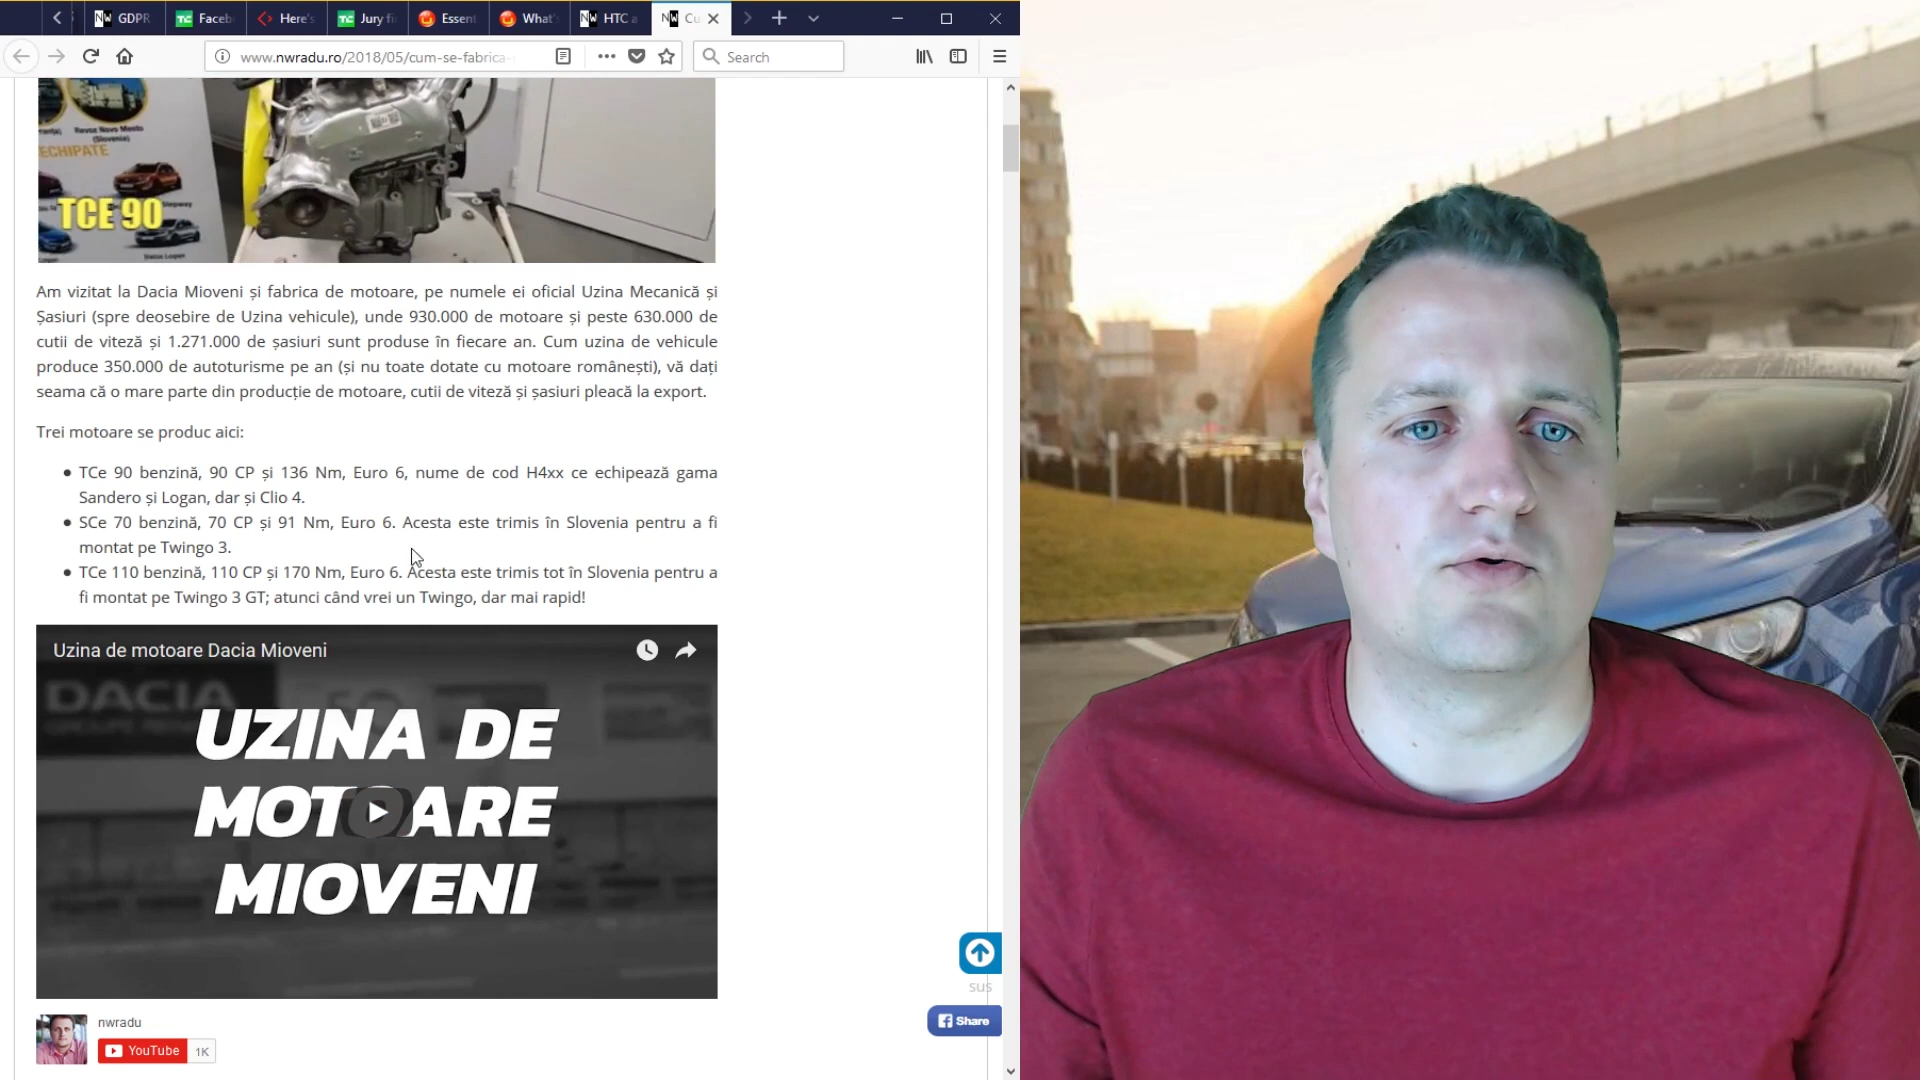 GDPR
Faceb
Here's
Jury fi
Essent
What'
HTC a
Cu
www.nwradu.ro/2018/05/cum-se-fabrica-
Search
Revoz Novo Mesto
(Slovenia)
ECHIPATE
Stepway
TCE 90
Dacia Logan
Am vizitat la Dacia Mioveni și fabrica de motoare, pe numele ei oficial Uzina Mecanică și
Șasiuri (spre deosebire de Uzina vehicule), unde 930.000 de motoare și peste 630.000 de
cutii de viteză și 1.271.000 de șasiuri sunt produse în fiecare an. Cum uzina de vehicule
produce 350.000 de autoturisme pe an (și nu toate dotate cu motoare românești), vă dați
seama că o mare parte din producție de motoare, cutii de viteză și șasiuri pleacă la export.
Trei motoare se produc aici:
● TCe 90 benzină, 90 CP și 136 Nm, Euro 6, nume de cod H4xx ce echipează gama
Sandero și Logan, dar și Clio 4.
● SCe 70 benzină, 70 CP și 91 Nm, Euro 6. Acesta este trimis în Slovenia pentru a fi
montat pe Twingo 3.
● TCe 110 benzină, 110 CP și 170 Nm, Euro 6. Acesta este trimis tot în Slovenia pentru a
fi montat pe Twingo 3 GT; atunci când vrei un Twingo, dar mai rapid!
Uzina de motoare Dacia Mioveni
DACIA
GROUPE RENAULT
UZINA DE
MOTOARE
MIOVENI
sus
Share
nwradu
YouTube 1K